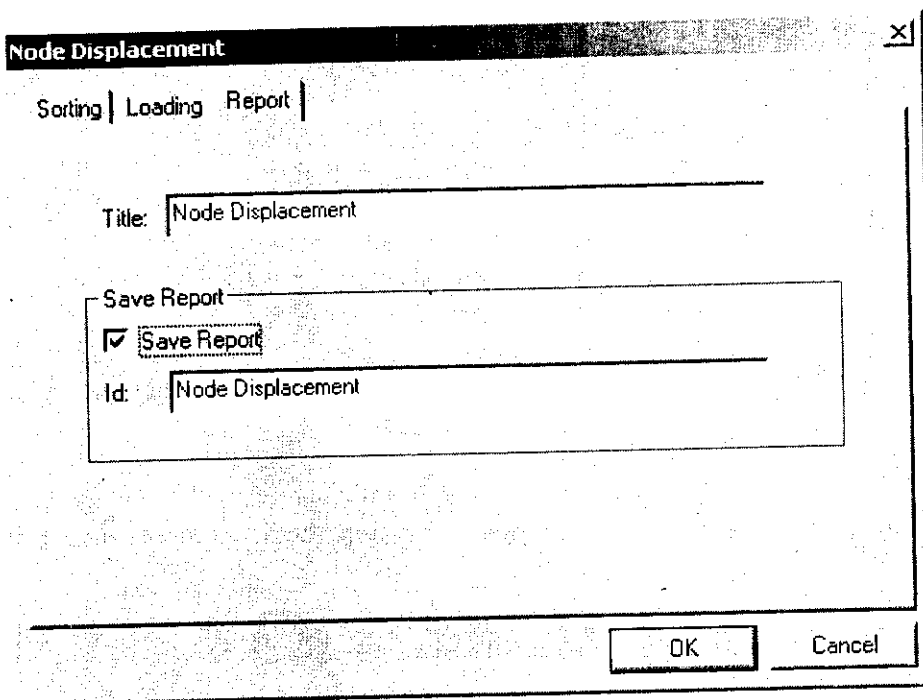 Node Displacement
Sorting Loading Report
Title: Node Displacement
Save Report
Save Report
Id: Node Displacement
OK Cancel